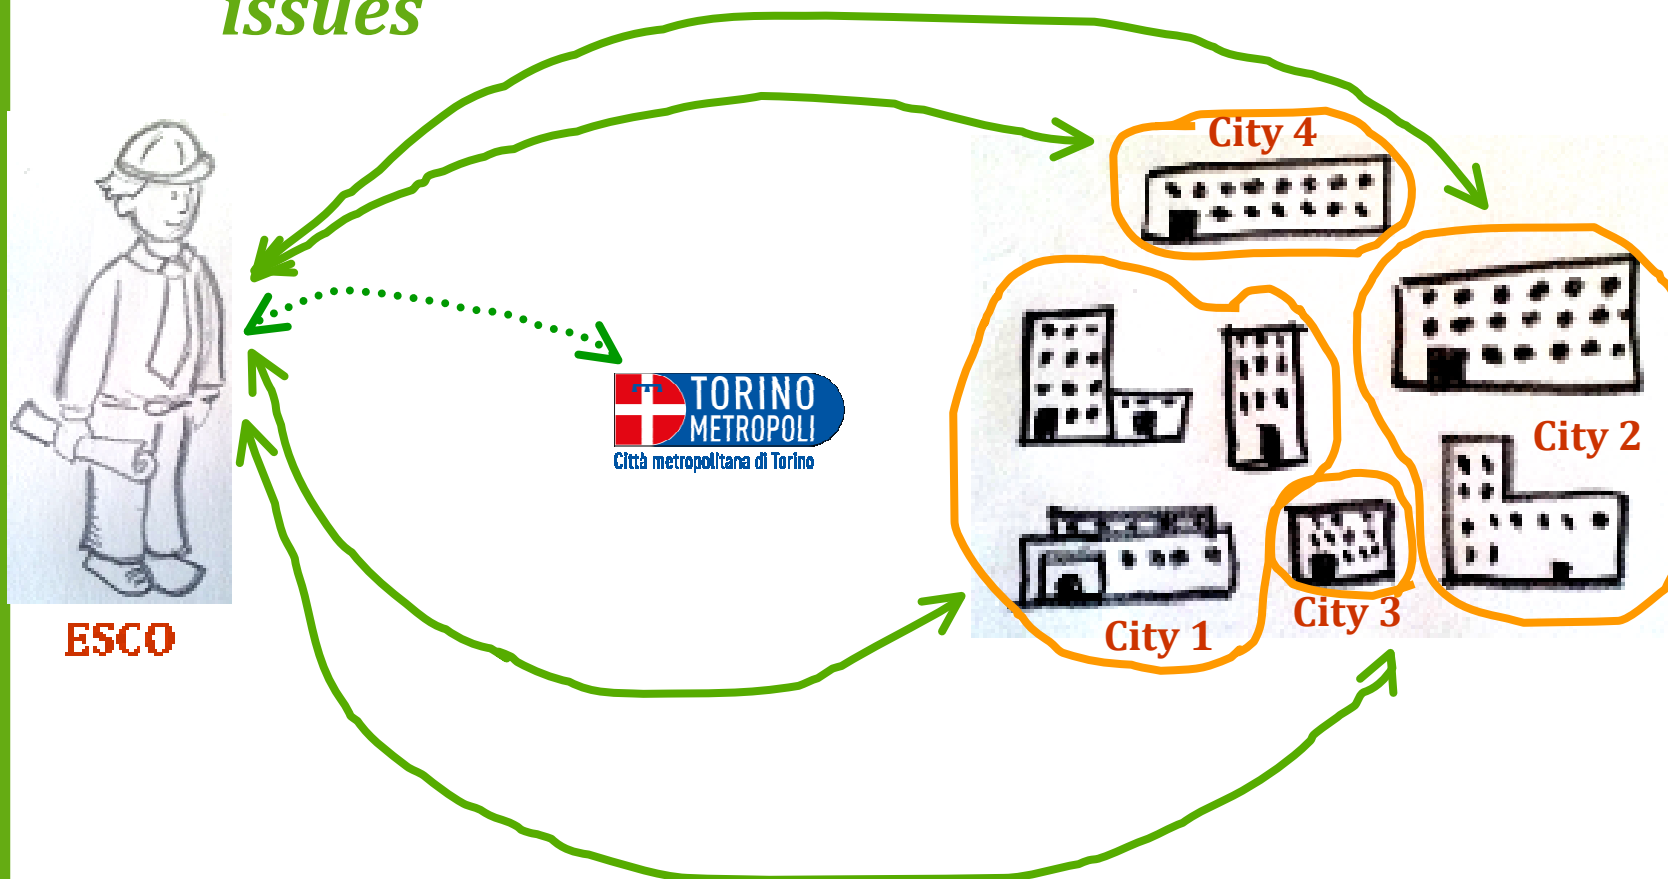 issues
City 4
TORINO
METROPOLI
Città metropolitana di Torino
City 2
City 3
City 1
ESCO